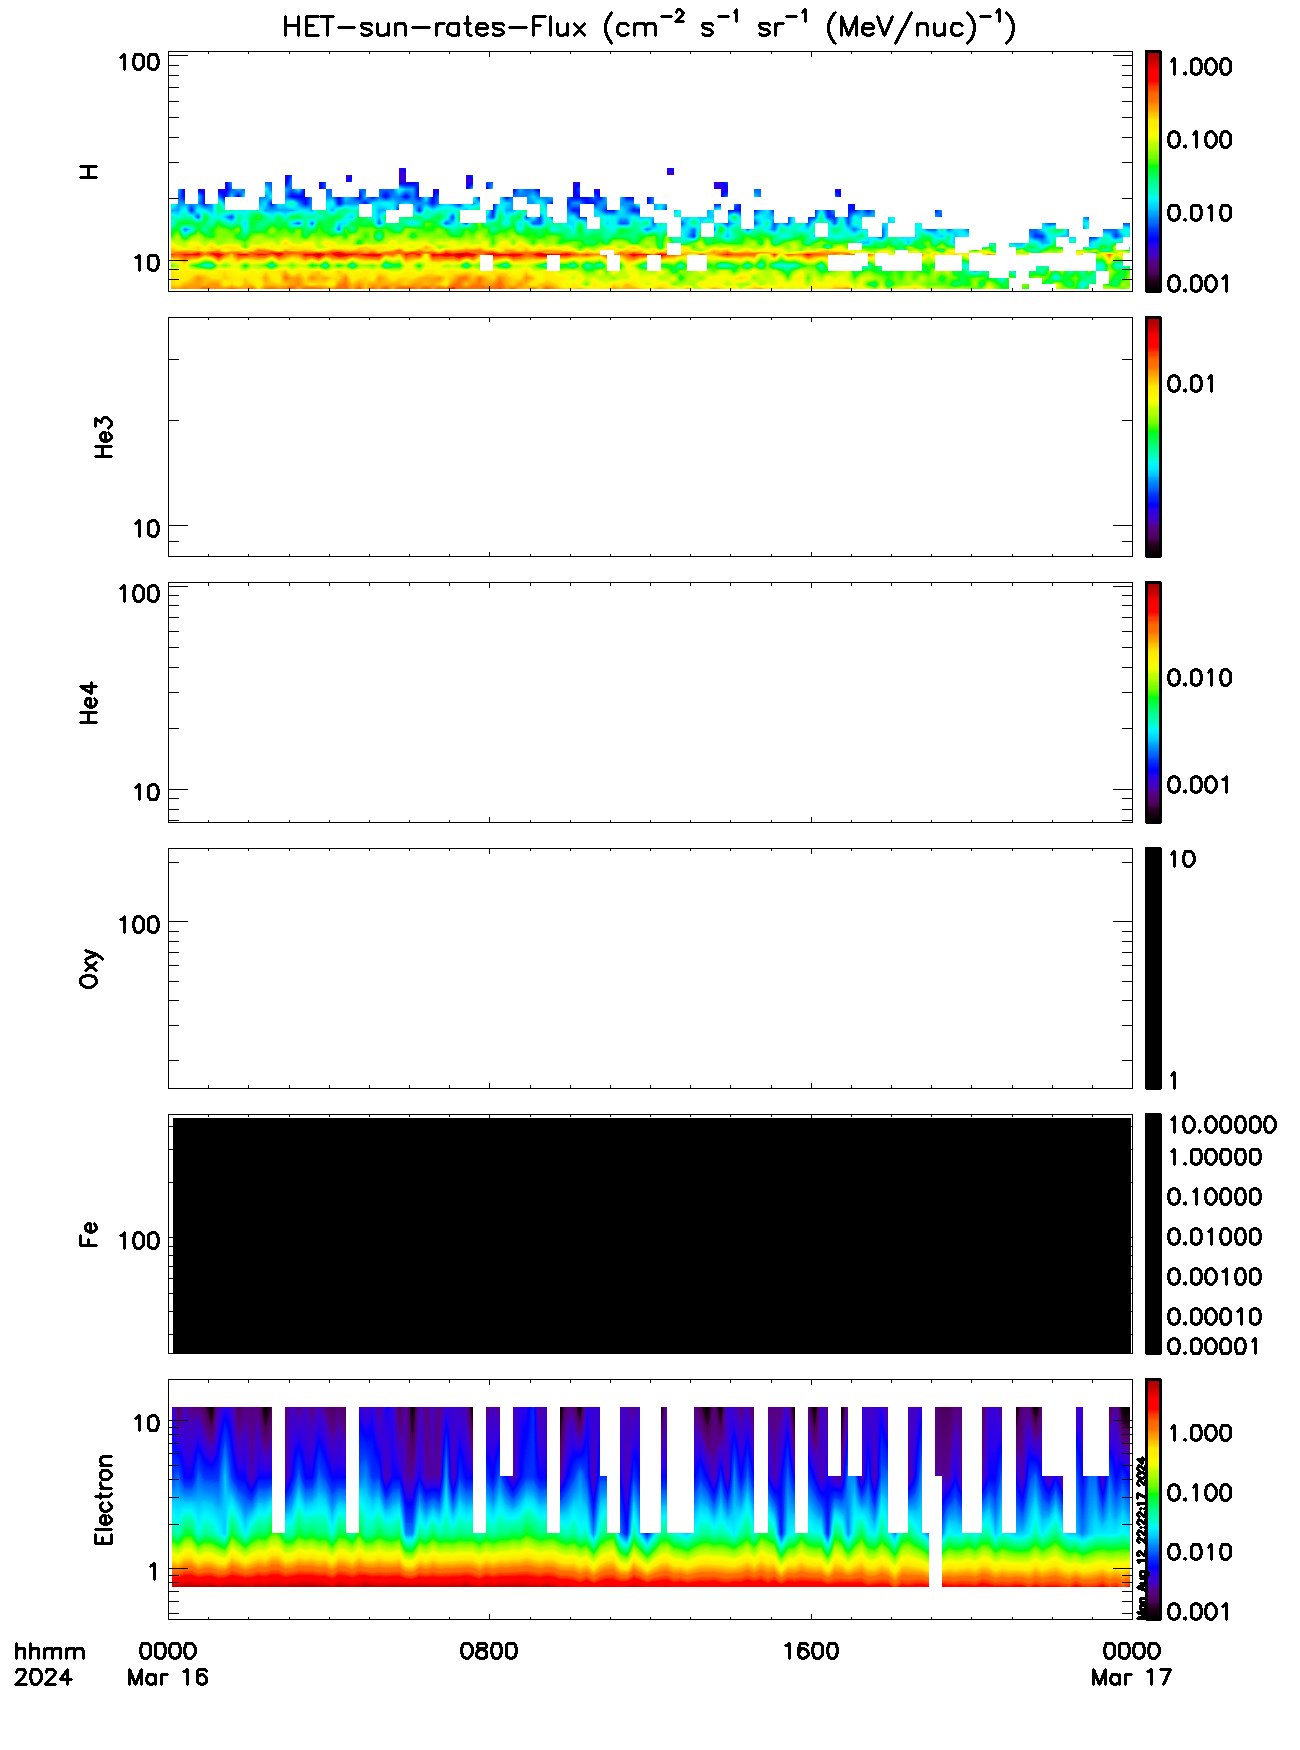 HET-sun-rates-Flux (cm⁻² s⁻¹ sr⁻¹ (MeV/nuc)⁻¹)
H
100
10
1.000
0.100
0.010
0.001
He3
10
0.01
He4
100
10
0.010
0.001
Oxy
100
10
1
Fe
100
10.00000
1.00000
0.10000
0.01000
0.00100
0.00010
0.00001
Electron
10
1
1.000
0.100
0.010
0.001
Mon Aug 12 22:22:17 2024
hhmm 0000 0800 1600 0000
2024 Mar 16 Mar 17